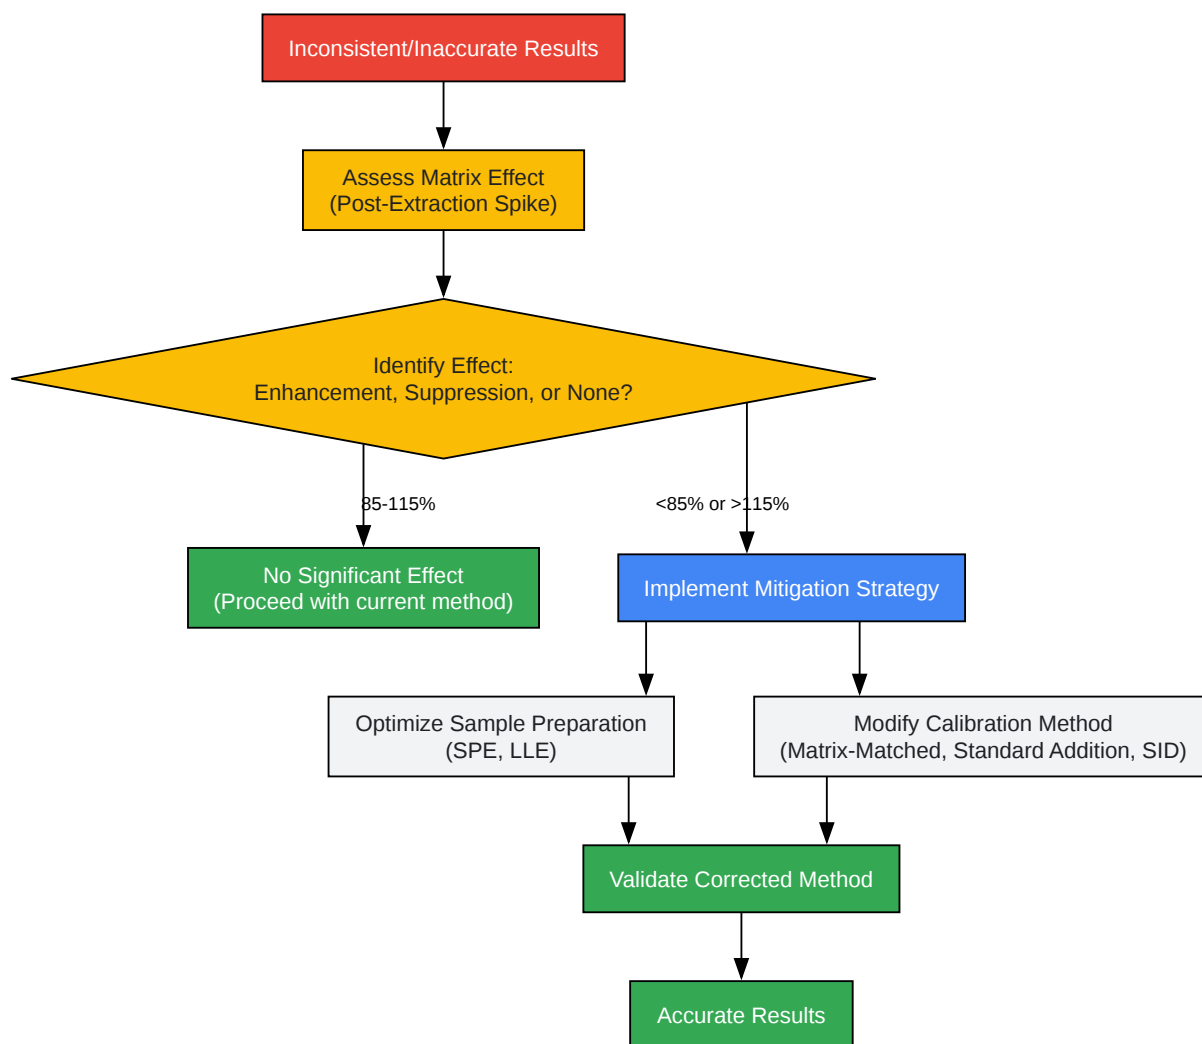 Inconsistent/Inaccurate Results
Assess Matrix Effect
(Post-Extraction Spike)
Identify Effect:
Enhancement, Suppression, or None?
85-115%
<85% or >115%
No Significant Effect
(Proceed with current method)
Implement Mitigation Strategy
Optimize Sample Preparation
(SPE, LLE)
Modify Calibration Method
(Matrix-Matched, Standard Addition, SID)
Validate Corrected Method
Accurate Results